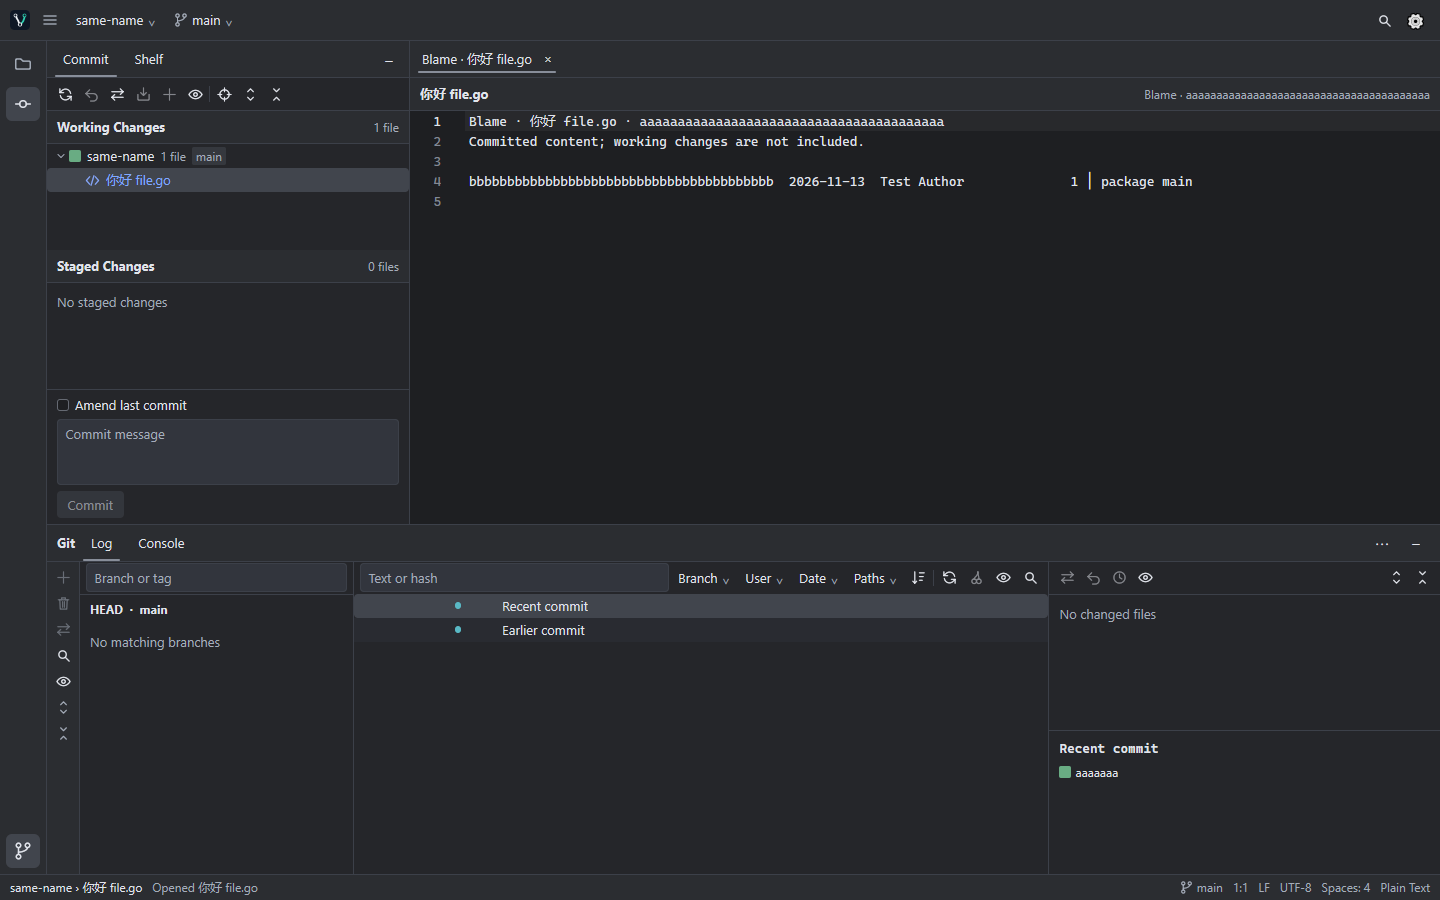 same-name main
Commit Shelf
Blame · 你好 file.go ×
你好 file.go Blame · aaaaaaaaaaaaaaaaaaaaaaaaaaaaaaaaaaaaaaaa
Working Changes 1 file
same-name 1 file main
你好 file.go
1 Blame · 你好 file.go · aaaaaaaaaaaaaaaaaaaaaaaaaaaaaaaaaaaaaaaa
2 Committed content; working changes are not included.
3
4 bbbbbbbbbbbbbbbbbbbbbbbbbbbbbbbbbbbbbbbb 2026-11-13 Test Author 1 │ package main
5
Staged Changes 0 files
No staged changes
Amend last commit
Commit message
Commit
Git Log Console
Branch or tag
HEAD · main
No matching branches
Text or hash Branch User Date Paths
Recent commit
Earlier commit
No changed files
Recent commit
aaaaaaa
same-name › 你好 file.go Opened 你好 file.go main 1:1 LF UTF-8 Spaces: 4 Plain Text